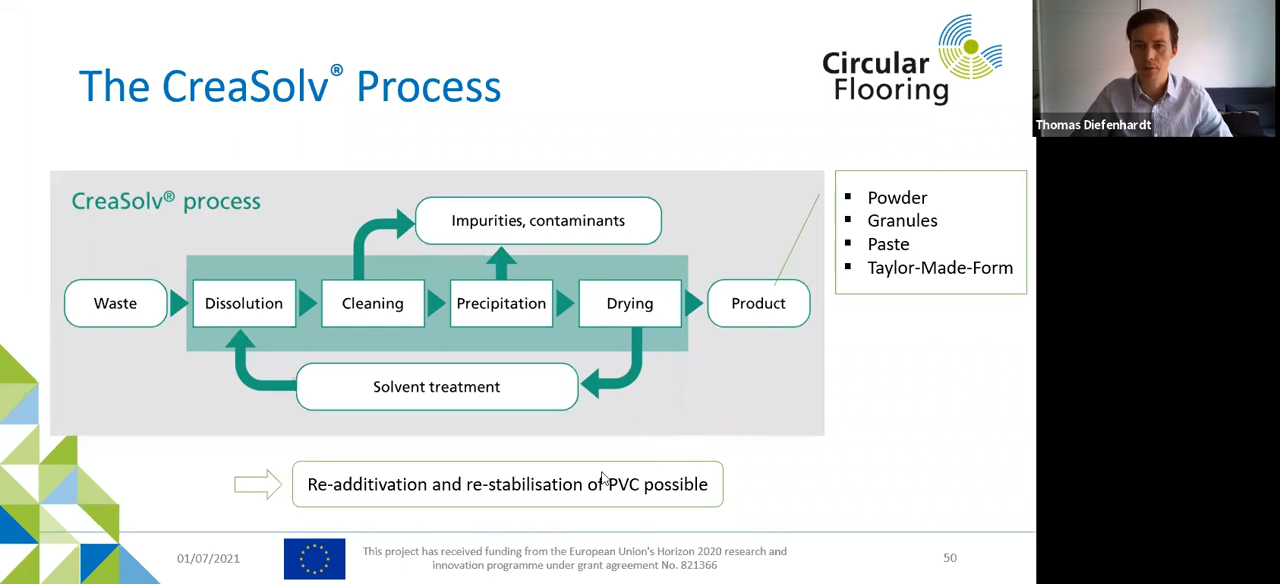 The CreaSolv® Process
Circular
Flooring
Thomas Diefenhardt
CreaSolv® process
Impurities, contaminants
Waste
Dissolution
Cleaning
Precipitation
Drying
Product
Solvent treatment
▪ Powder
▪ Granules
▪ Paste
▪ Taylor-Made-Form
Re-additivation and re-stabilisation of PVC possible
01/07/2021
This project has received funding from the European Union's Horizon 2020 research and
innovation programme under grant agreement No. 821366
50